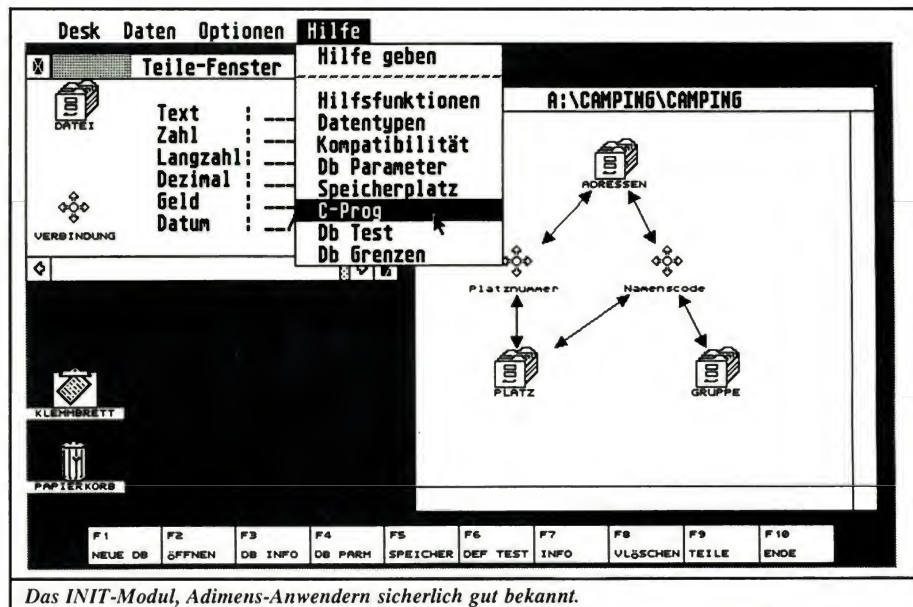 Desk Daten Optionen Hilfe
Teile-Fenster
DATEI
Text :
Zahl :
Langzahl:
Dezimal :
Geld :
Datum :
VERBINDUNG
Hilfe geben
Hilfsfunktionen
Datentypen
Kompatibilität
Db Parameter
Speicherplatz
C-Prog
Db Test
Db Grenzen
A:\CAMPING\CAMPING
ADRESSEN
Platznummer
Namenscode
PLATZ
GRUPPE
KLEMMBRETT
PAPIERKORB
F1 F2 F3 F4 F5 F6 F7 F8 F9 F10
NEUE DB öFFNEN DB INFO DB PARM SPEICHER DEF TEST INFO VLöSCHEN TEILE ENDE
Das INIT-Modul, Adimens-Anwendern sicherlich gut bekannt.